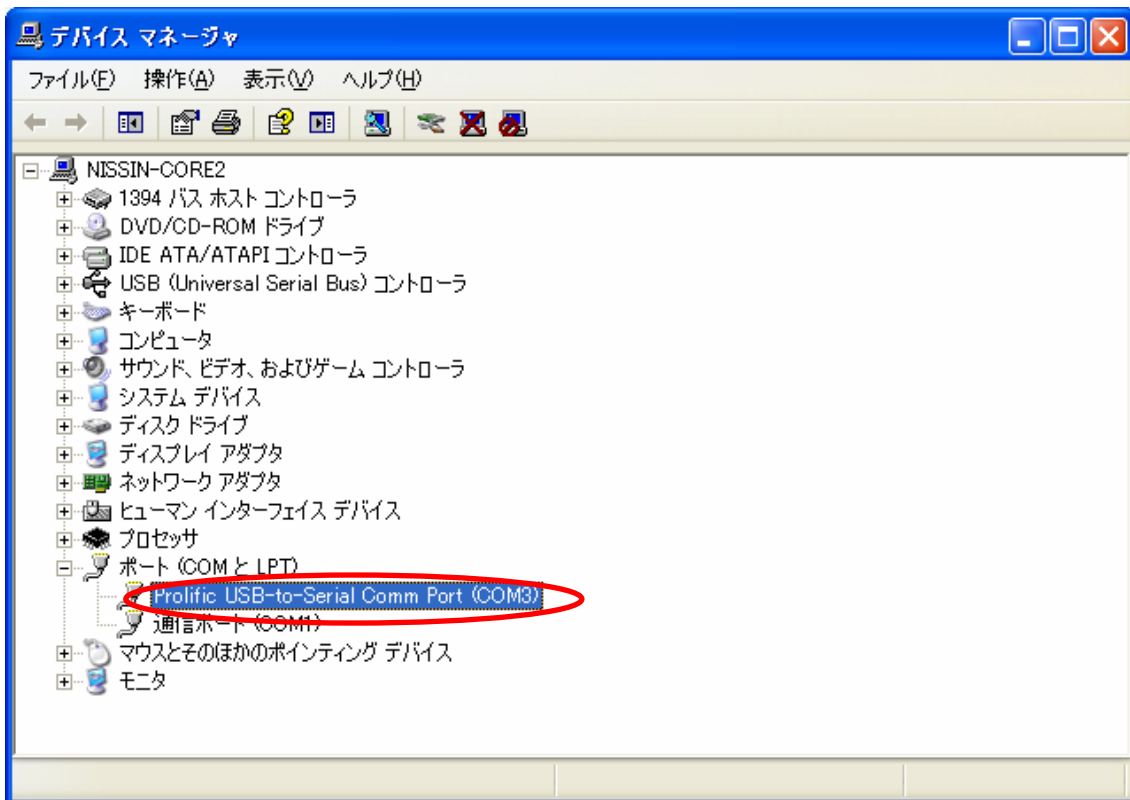 デバイス マネージャ
ファイル(F) 操作(A) 表示(V) ヘルプ(H)
NISSIN-CORE2
1394 バス ホスト コントローラ
DVD/CD-ROM ドライブ
IDE ATA/ATAPI コントローラ
USB (Universal Serial Bus) コントローラ
キーボード
コンピュータ
サウンド、ビデオ、およびゲーム コントローラ
システム デバイス
ディスク ドライブ
ディスプレイ アダプタ
ネットワーク アダプタ
ヒューマン インターフェイス デバイス
プロセッサ
ポート (COM と LPT)
Prolific USB-to-Serial Comm Port (COM3)
通信ポート (COM1)
マウスとそのほかのポインティング デバイス
モニタ